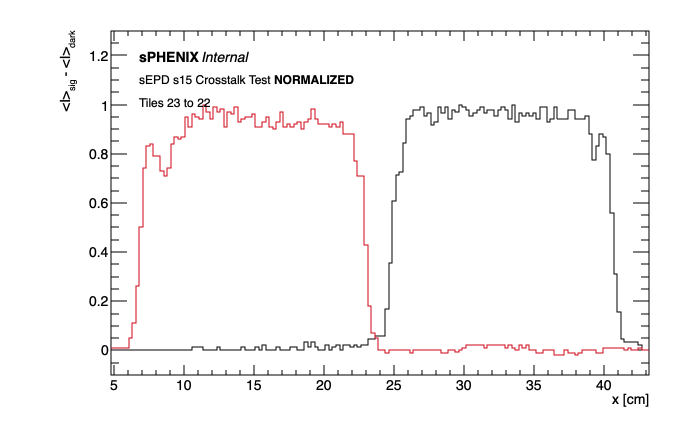 <I>sig - <I>dark
sPHENIX Internal
sEPD s15 Crosstalk Test NORMALIZED
Tiles 23 to 22
1.2
1
0.8
0.6
0.4
0.2
0
5 10 15 20 25 30 35 40
x [cm]